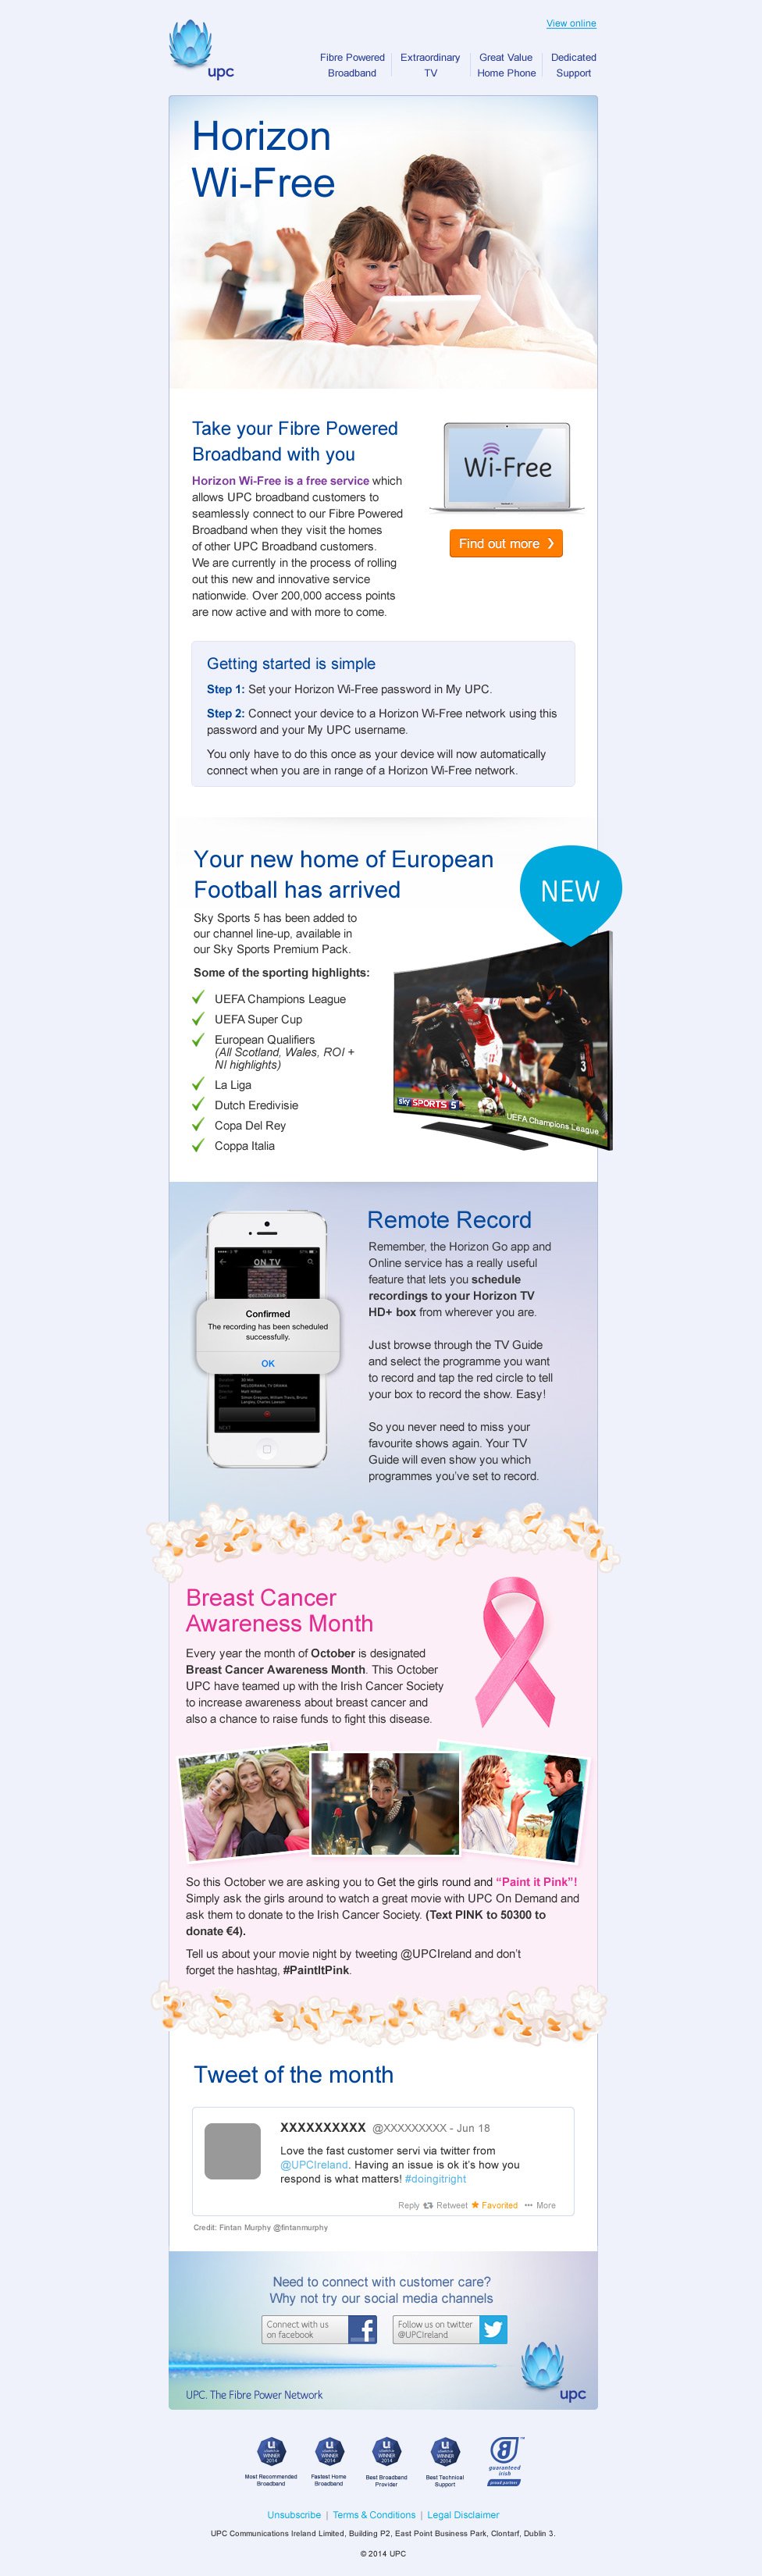 View online
upc
Fibre Powered Broadband
Extraordinary TV
Great Value Home Phone
Dedicated Support
Horizon
Wi-Free
Take your Fibre Powered
Broadband with you
Horizon Wi-Free is a free service which
allows UPC broadband customers to
seamlessly connect to our Fibre Powered
Broadband when they visit the homes
of other UPC Broadband customers.
We are currently in the process of rolling
out this new and innovative service
nationwide. Over 200,000 access points
are now active and with more to come.
Wi-Free
Find out more
Getting started is simple
Step 1: Set your Horizon Wi-Free password in My UPC.
Step 2: Connect your device to a Horizon Wi-Free network using this
password and your My UPC username.
You only have to do this once as your device will now automatically
connect when you are in range of a Horizon Wi-Free network.
Your new home of European
Football has arrived
NEW
Sky Sports 5 has been added to
our channel line-up, available in
our Sky Sports Premium Pack.
Some of the sporting highlights:
UEFA Champions League
UEFA Super Cup
European Qualifiers
(All Scotland, Wales, ROI +
NI highlights)
La Liga
Dutch Eredivisie
Copa Del Rey
Coppa Italia
sky SPORTS 5
UEFA Champions League
ON TV
Confirmed
The recording has been scheduled
successfully.
OK
Remote Record
Remember, the Horizon Go app and
Online service has a really useful
feature that lets you schedule
recordings to your Horizon TV
HD+ box from wherever you are.
Just browse through the TV Guide
and select the programme you want
to record and tap the red circle to tell
your box to record the show. Easy!
So you never need to miss your
favourite shows again. Your TV
Guide will even show you which
programmes you've set to record.
Breast Cancer
Awareness Month
Every year the month of October is designated
Breast Cancer Awareness Month. This October
UPC have teamed up with the Irish Cancer Society
to increase awareness about breast cancer and
also a chance to raise funds to fight this disease.
So this October we are asking you to Get the girls round and “Paint it Pink”!
Simply ask the girls around to watch a great movie with UPC On Demand and
ask them to donate to the Irish Cancer Society. (Text PINK to 50300 to
donate €4).
Tell us about your movie night by tweeting @UPCIreland and don't
forget the hashtag, #PaintItPink.
Tweet of the month
XXXXXXXXXX @XXXXXXXXX - Jun 18
Love the fast customer servi via twitter from
@UPCIreland. Having an issue is ok it's how you
respond is what matters! #doingitright
Reply Retweet Favorited ••• More
Credit: Fintan Murphy @fintanmurphy
Need to connect with customer care?
Why not try our social media channels
Connect with us
on facebook
Follow us on twitter
@UPCIreland
UPC. The Fibre Power Network
upc
WINNER 2014
WINNER 2014
WINNER 2014
WINNER 2014
Most Recommended Broadband
Fastest Home Broadband
Best Broadband Provider
Best Technical Support
guaranteed irish
proud partner
Unsubscribe | Terms & Conditions | Legal Disclaimer
UPC Communications Ireland Limited, Building P2, East Point Business Park, Clontarf, Dublin 3.
© 2014 UPC